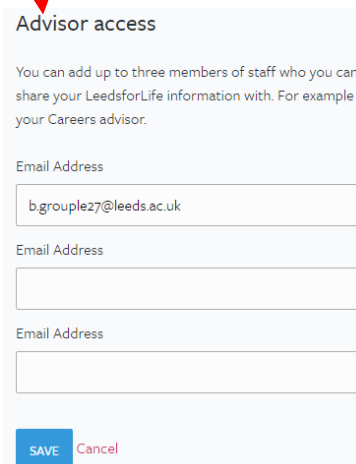 Advisor access
You can add up to three members of staff who you can
share your LeedsforLife information with. For example
your Careers advisor.
Email Address
b.grouple27@leeds.ac.uk
Email Address
Email Address
SAVE Cancel